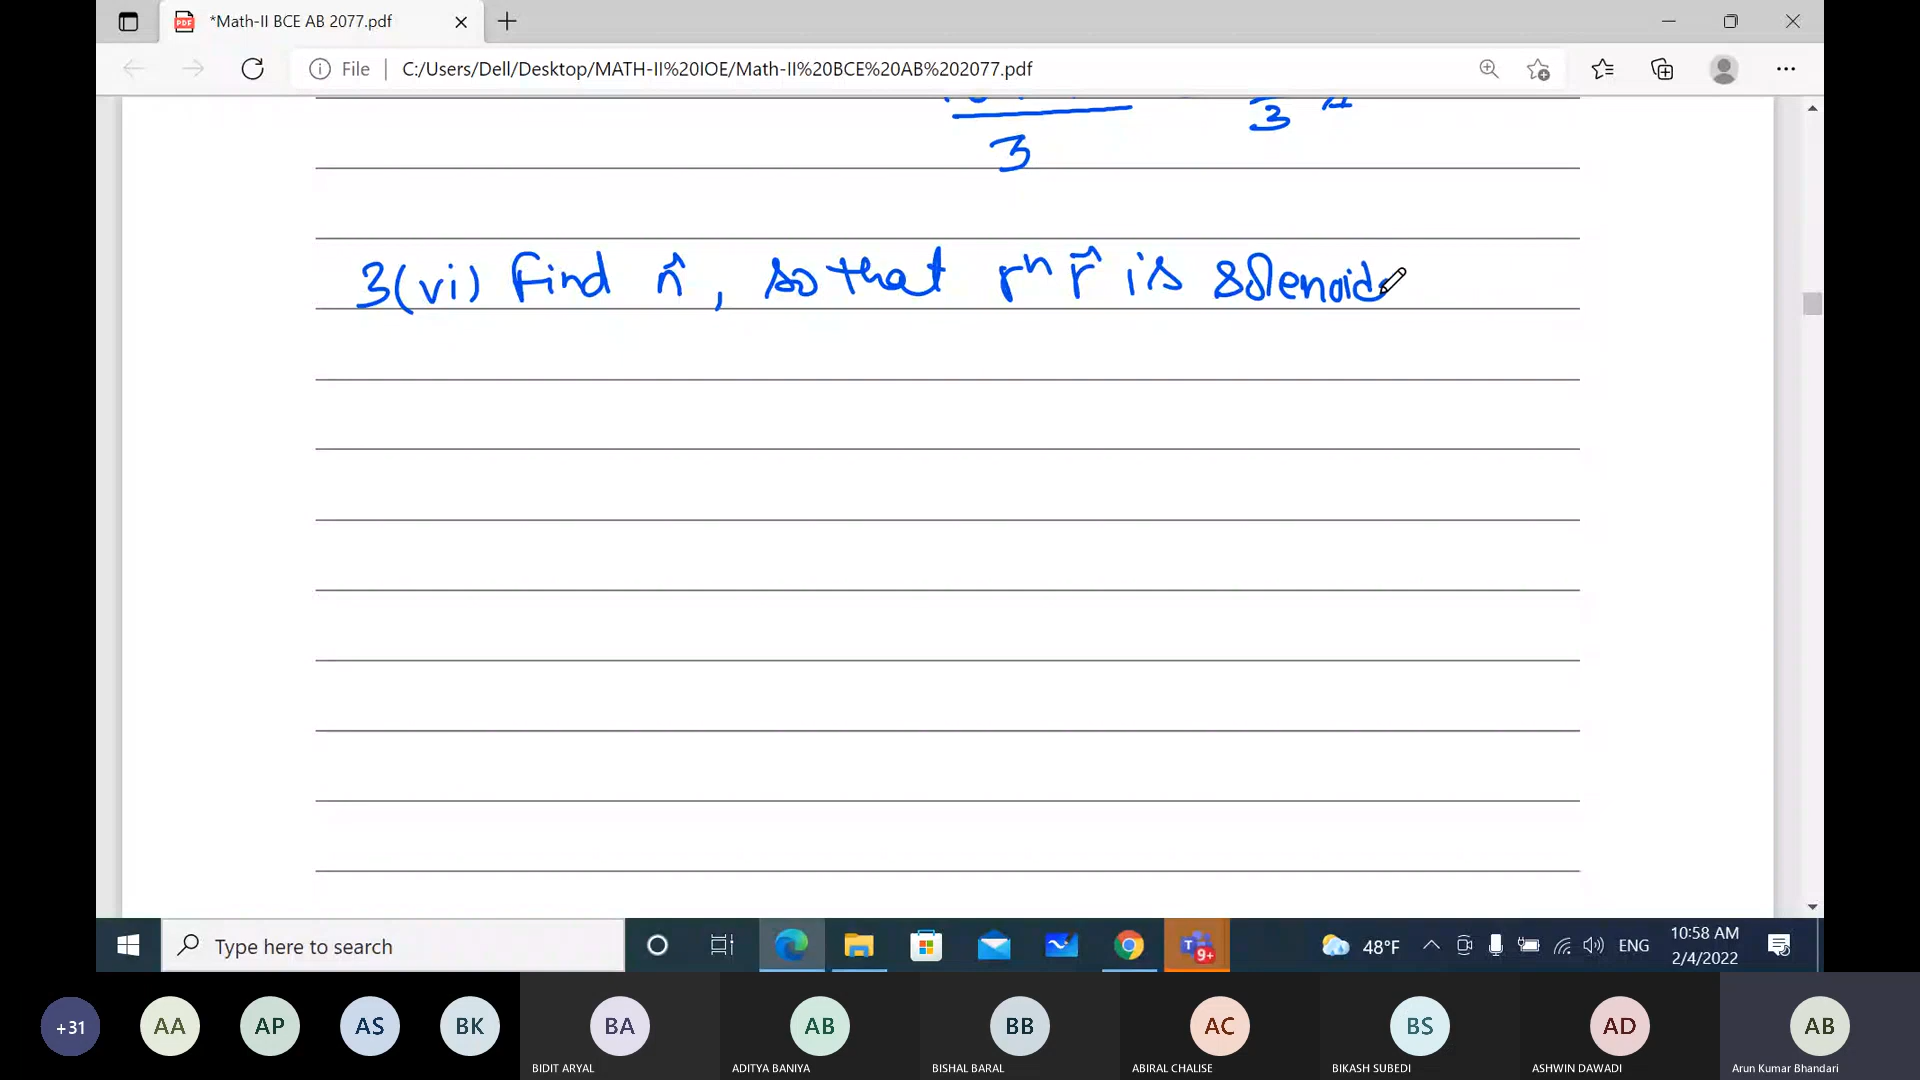 *Math-II BCE AB 2077.pdf
File C:/Users/Dell/Desktop/MATH-II%20IOE/Math-II%20BCE%20AB%202077.pdf
3 3
3(vi) find n̂, so that rⁿ r⃗ is solenoid
Type here to search
T 9+
48°F
ENG
10:58 AM
2/4/2022
+31 AA AP AS BK BA AB BB AC BS AD AB
BIDIT ARYAL ADITYA BANIYA BISHAL BARAL ABIRAL CHALISE BIKASH SUBEDI ASHWIN DAWADI Arun Kumar Bhandari